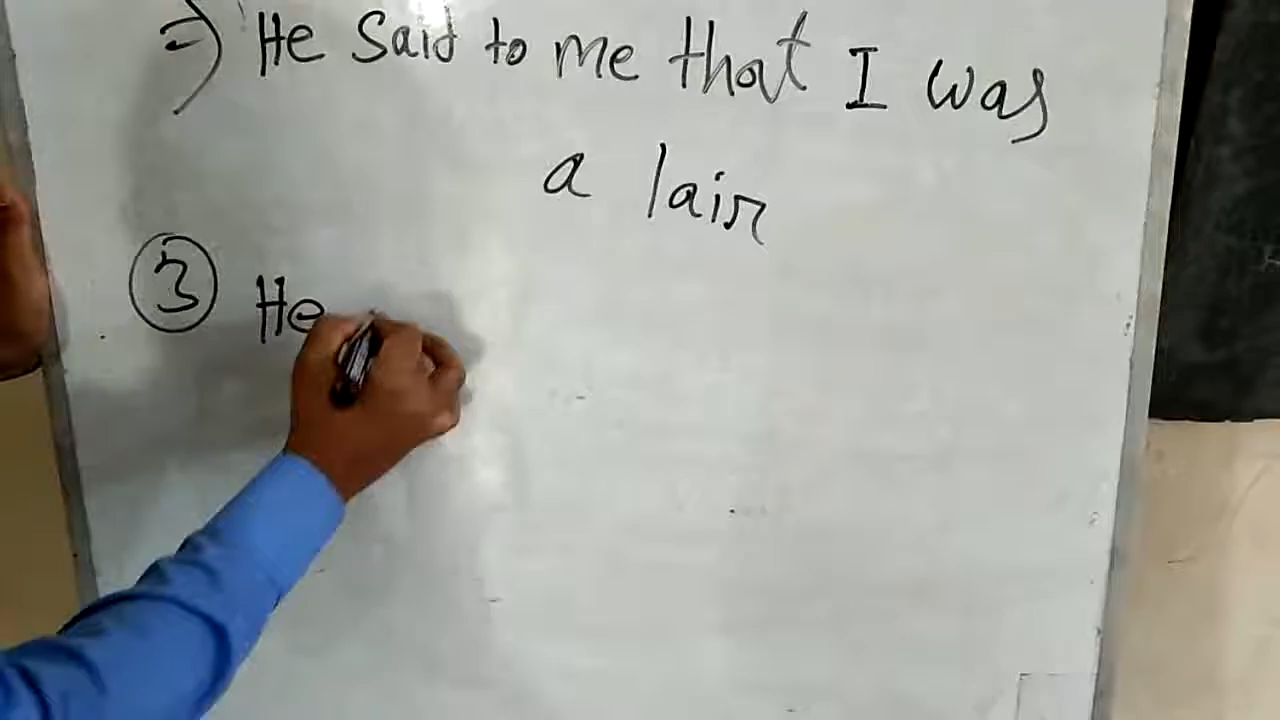 ⇒ He said to me that I was
a lair
③ He